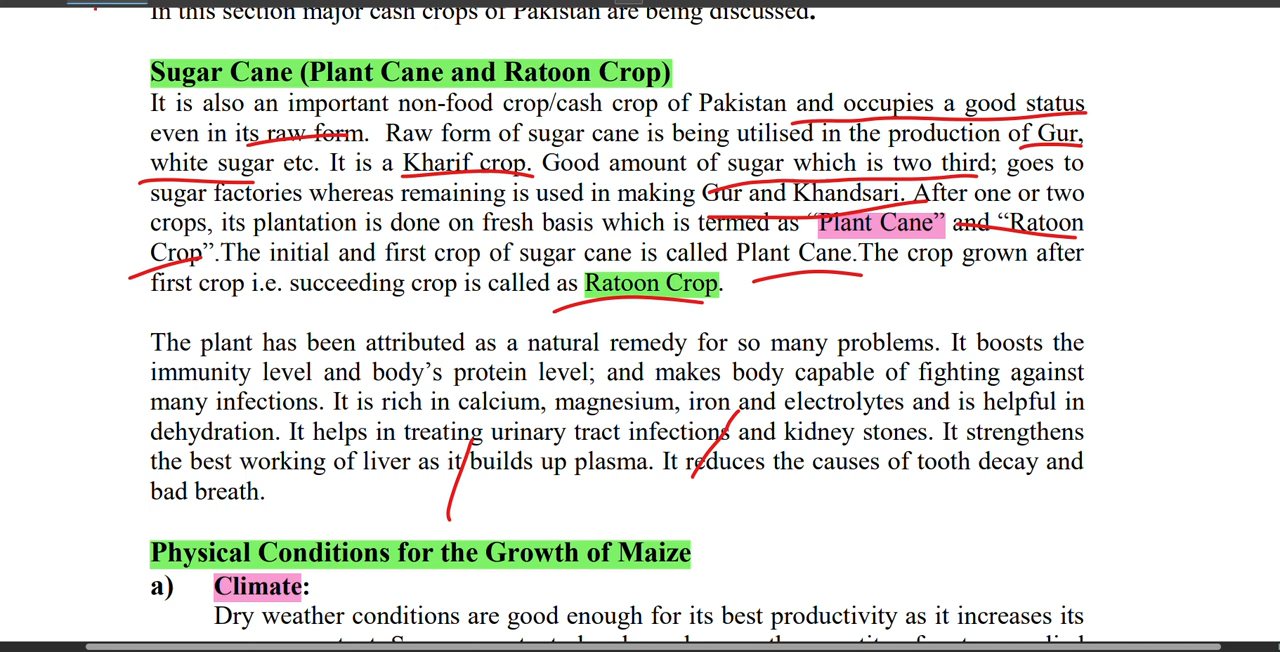 In this section major cash crops of Pakistan are being discussed.
Sugar Cane (Plant Cane and Ratoon Crop)
It is also an important non-food crop/cash crop of Pakistan and occupies a good status
even in its raw form. Raw form of sugar cane is being utilised in the production of Gur,
white sugar etc. It is a Kharif crop. Good amount of sugar which is two third; goes to
sugar factories whereas remaining is used in making Gur and Khandsari. After one or two
crops, its plantation is done on fresh basis which is termed as “Plant Cane” and “Ratoon
Crop”.The initial and first crop of sugar cane is called Plant Cane.The crop grown after
first crop i.e. succeeding crop is called as Ratoon Crop.
The plant has been attributed as a natural remedy for so many problems. It boosts the
immunity level and body’s protein level; and makes body capable of fighting against
many infections. It is rich in calcium, magnesium, iron and electrolytes and is helpful in
dehydration. It helps in treating urinary tract infections and kidney stones. It strengthens
the best working of liver as it builds up plasma. It reduces the causes of tooth decay and
bad breath.
Physical Conditions for the Growth of Maize
a) Climate:
Dry weather conditions are good enough for its best productivity as it increases its